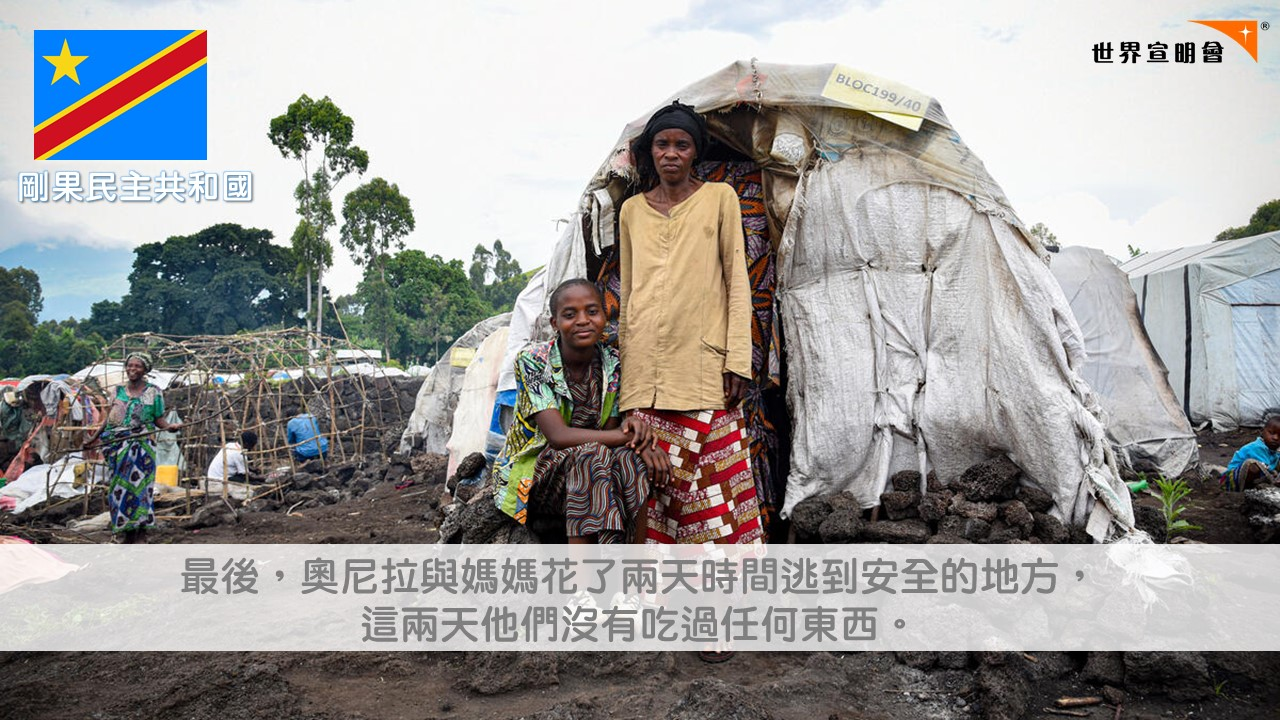 世界宣明會®
BLOC199/40
剛果民主共和國
最後，奧尼拉與媽媽花了兩天時間逃到安全的地方，
這兩天他們沒有吃過任何東西。